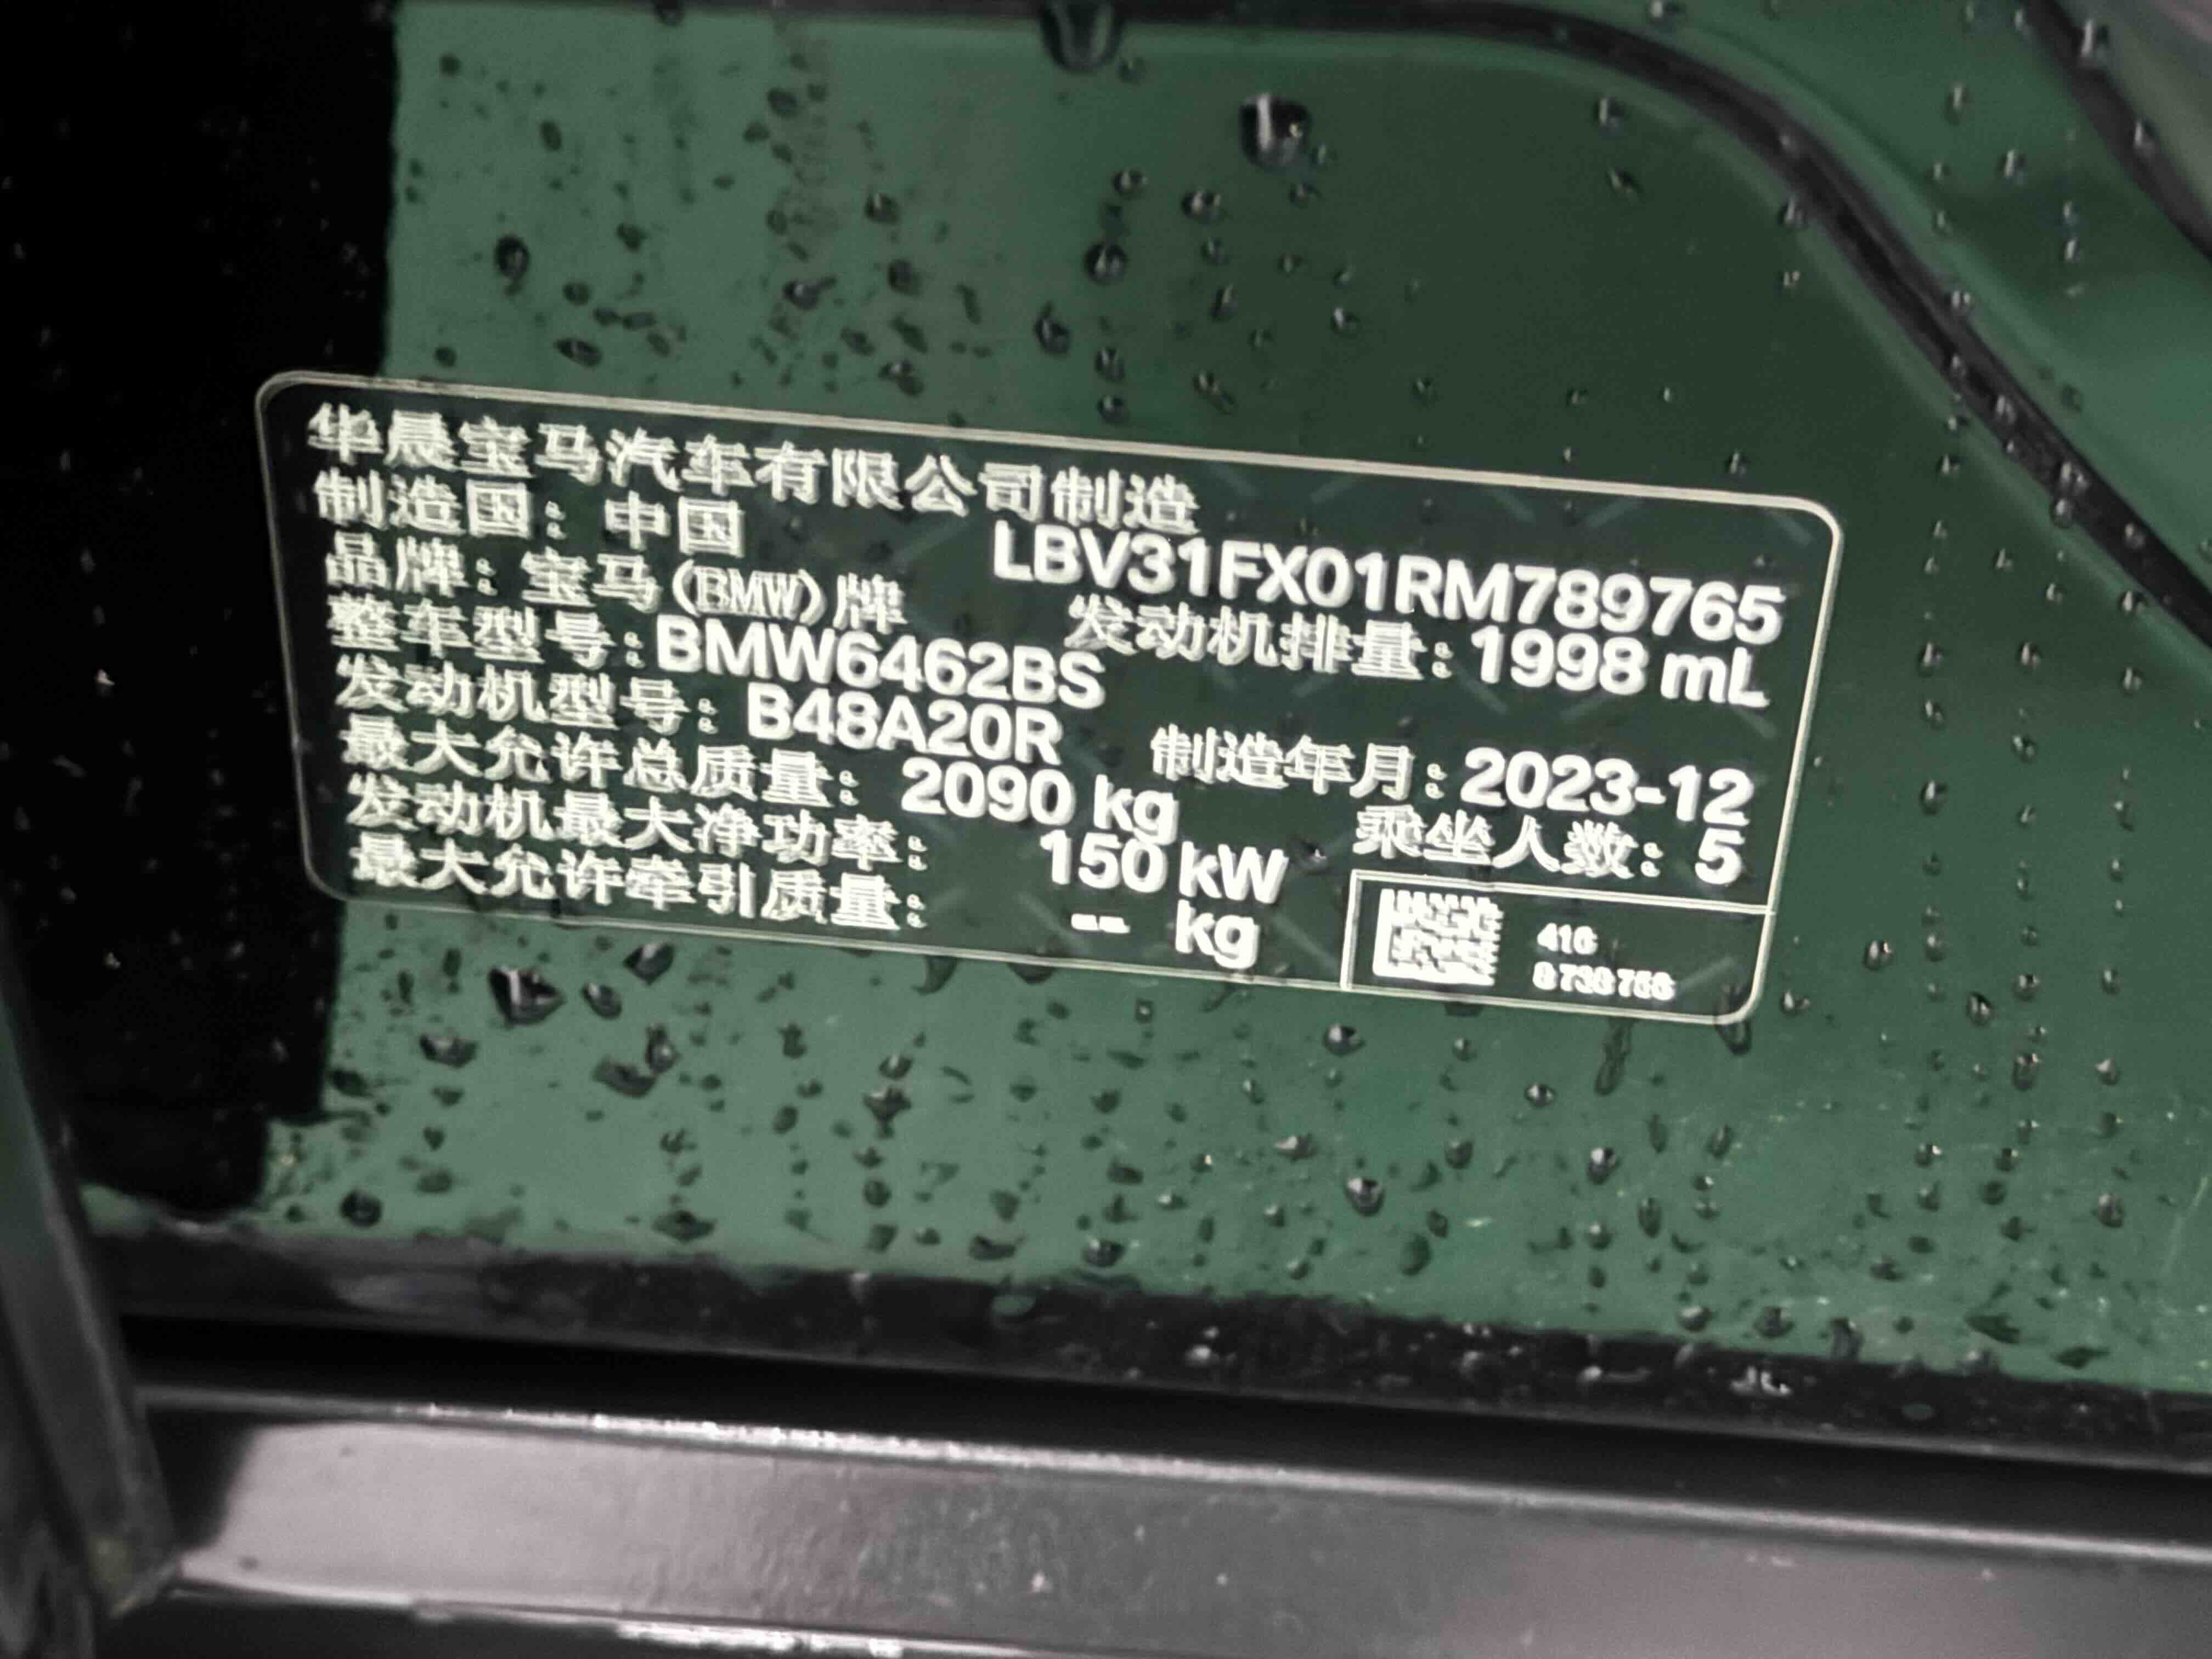 华晨宝马汽车有限公司制造
制造国：中国 LBV31FX01RM789765
品牌：宝马(BMW)牌 发动机排量：1998 mL
整车型号：BMW6462BS
发动机型号：B48A20R 制造年月：2023-12
最大允许总质量：2090 kg 乘坐人数：5
发动机最大净功率：150 kW
最大允许牵引质量：-- kg